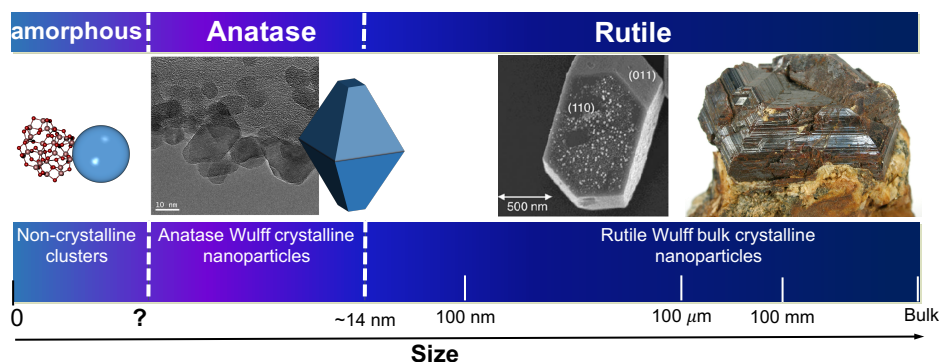 amorphous Anatase Rutile
(011)
(110)
10 nm
500 nm
Non-crystalline
clusters
Anatase Wulff crystalline
nanoparticles
Rutile Wulff bulk crystalline
nanoparticles
0 ? ~14 nm 100 nm 100 μm 100 mm Bulk
Size